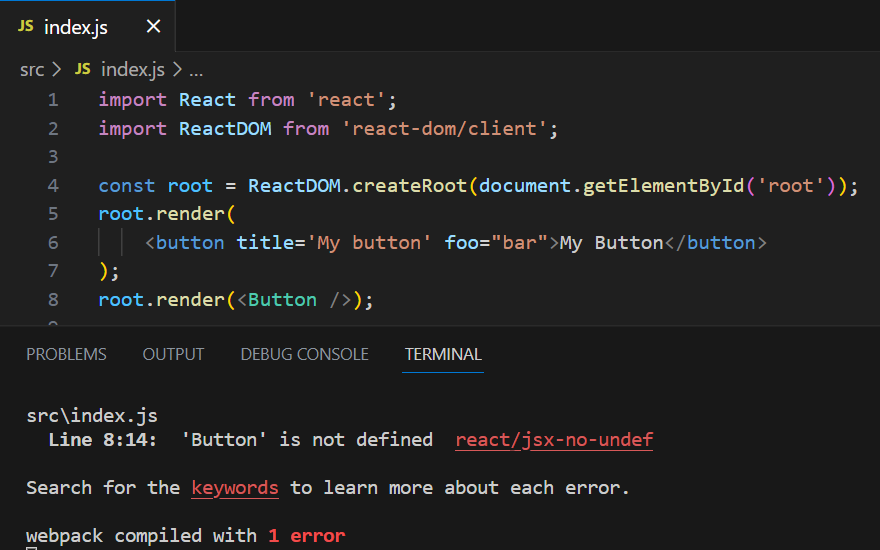 JS index.js ×
src > JS index.js > ...
1 import React from 'react';
2 import ReactDOM from 'react-dom/client';
3
4 const root = ReactDOM.createRoot(document.getElementById('root'));
5 root.render(
6     <button title='My button' foo="bar">My Button</button>
7 );
8 root.render(<Button />);
PROBLEMS OUTPUT DEBUG CONSOLE TERMINAL
src\index.js
  Line 8:14:  'Button' is not defined  react/jsx-no-undef
Search for the keywords to learn more about each error.
webpack compiled with 1 error